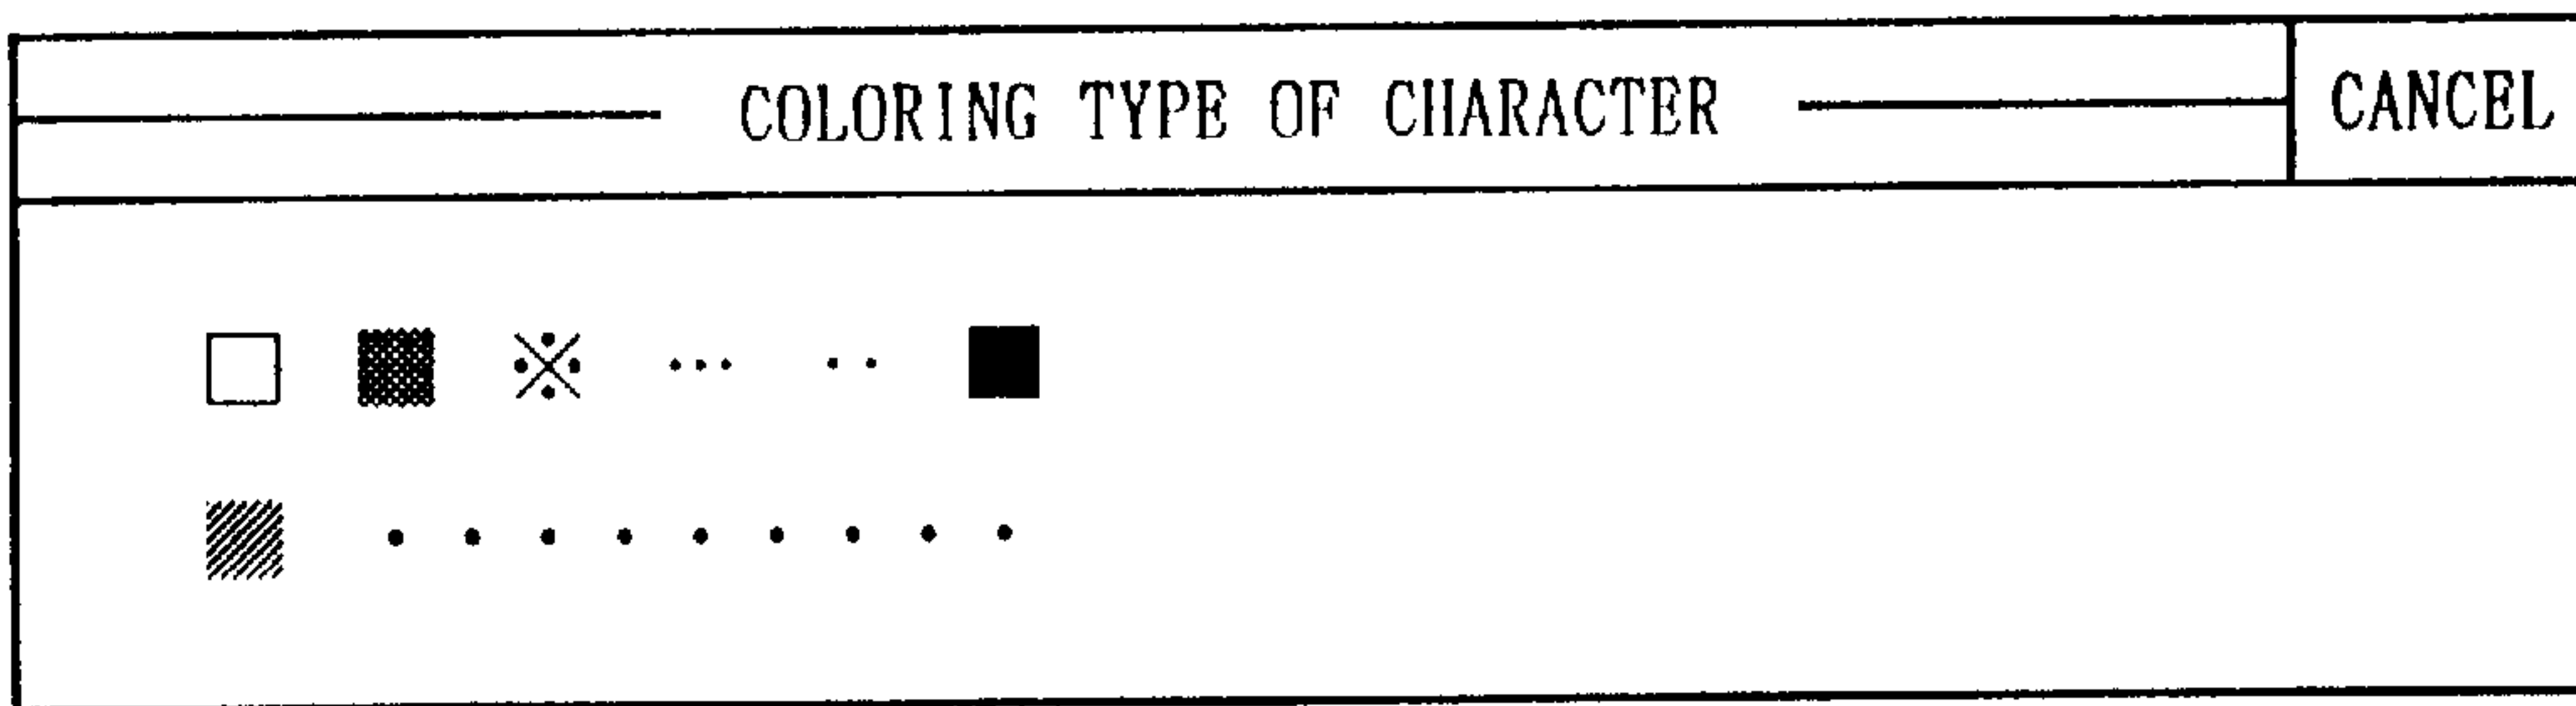 COLORING TYPE OF CHARACTER CANCEL
□ ▩ ※ ··· ·· ■
▨ · · · · · · · · ·